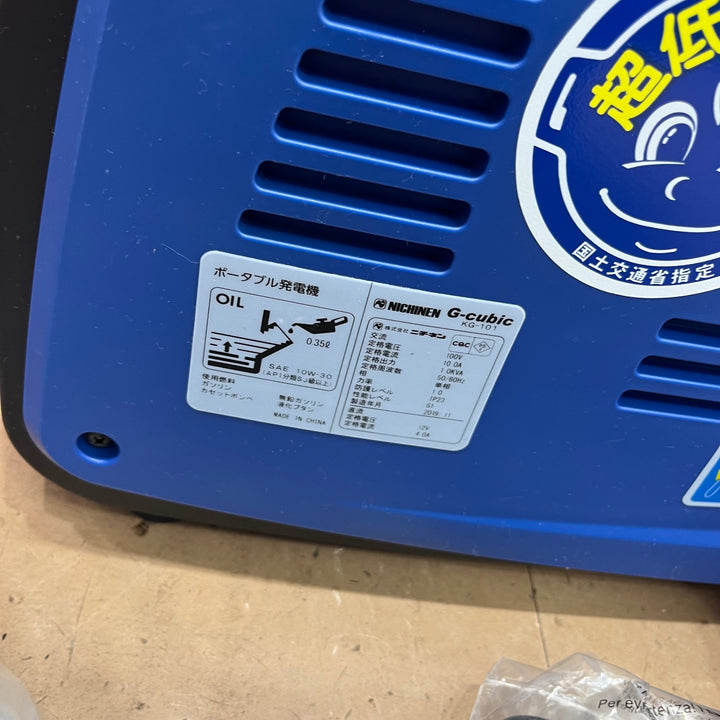 超低
国土交通省指定
ポータブル発電機
OIL
0.35ℓ
SAE 10W-30
(API分類SJ級以上)
使用燃料
ガソリン 無鉛ガソリン
カセットボンベ 液化ブタン
MADE IN CHINA
NICHINEN G-cubic
KG-101
株式会社 ニチネン
交流
定格電圧 100V
定格電流 10.0A
定格出力 1.0KVA
定格周波数 50/60Hz
相 単相
力率 1.0
防護レベル IP23
性能レベル G1
製造年月 2019.11
直流
定格電圧 12V
定格電流 4.0A
Per evi